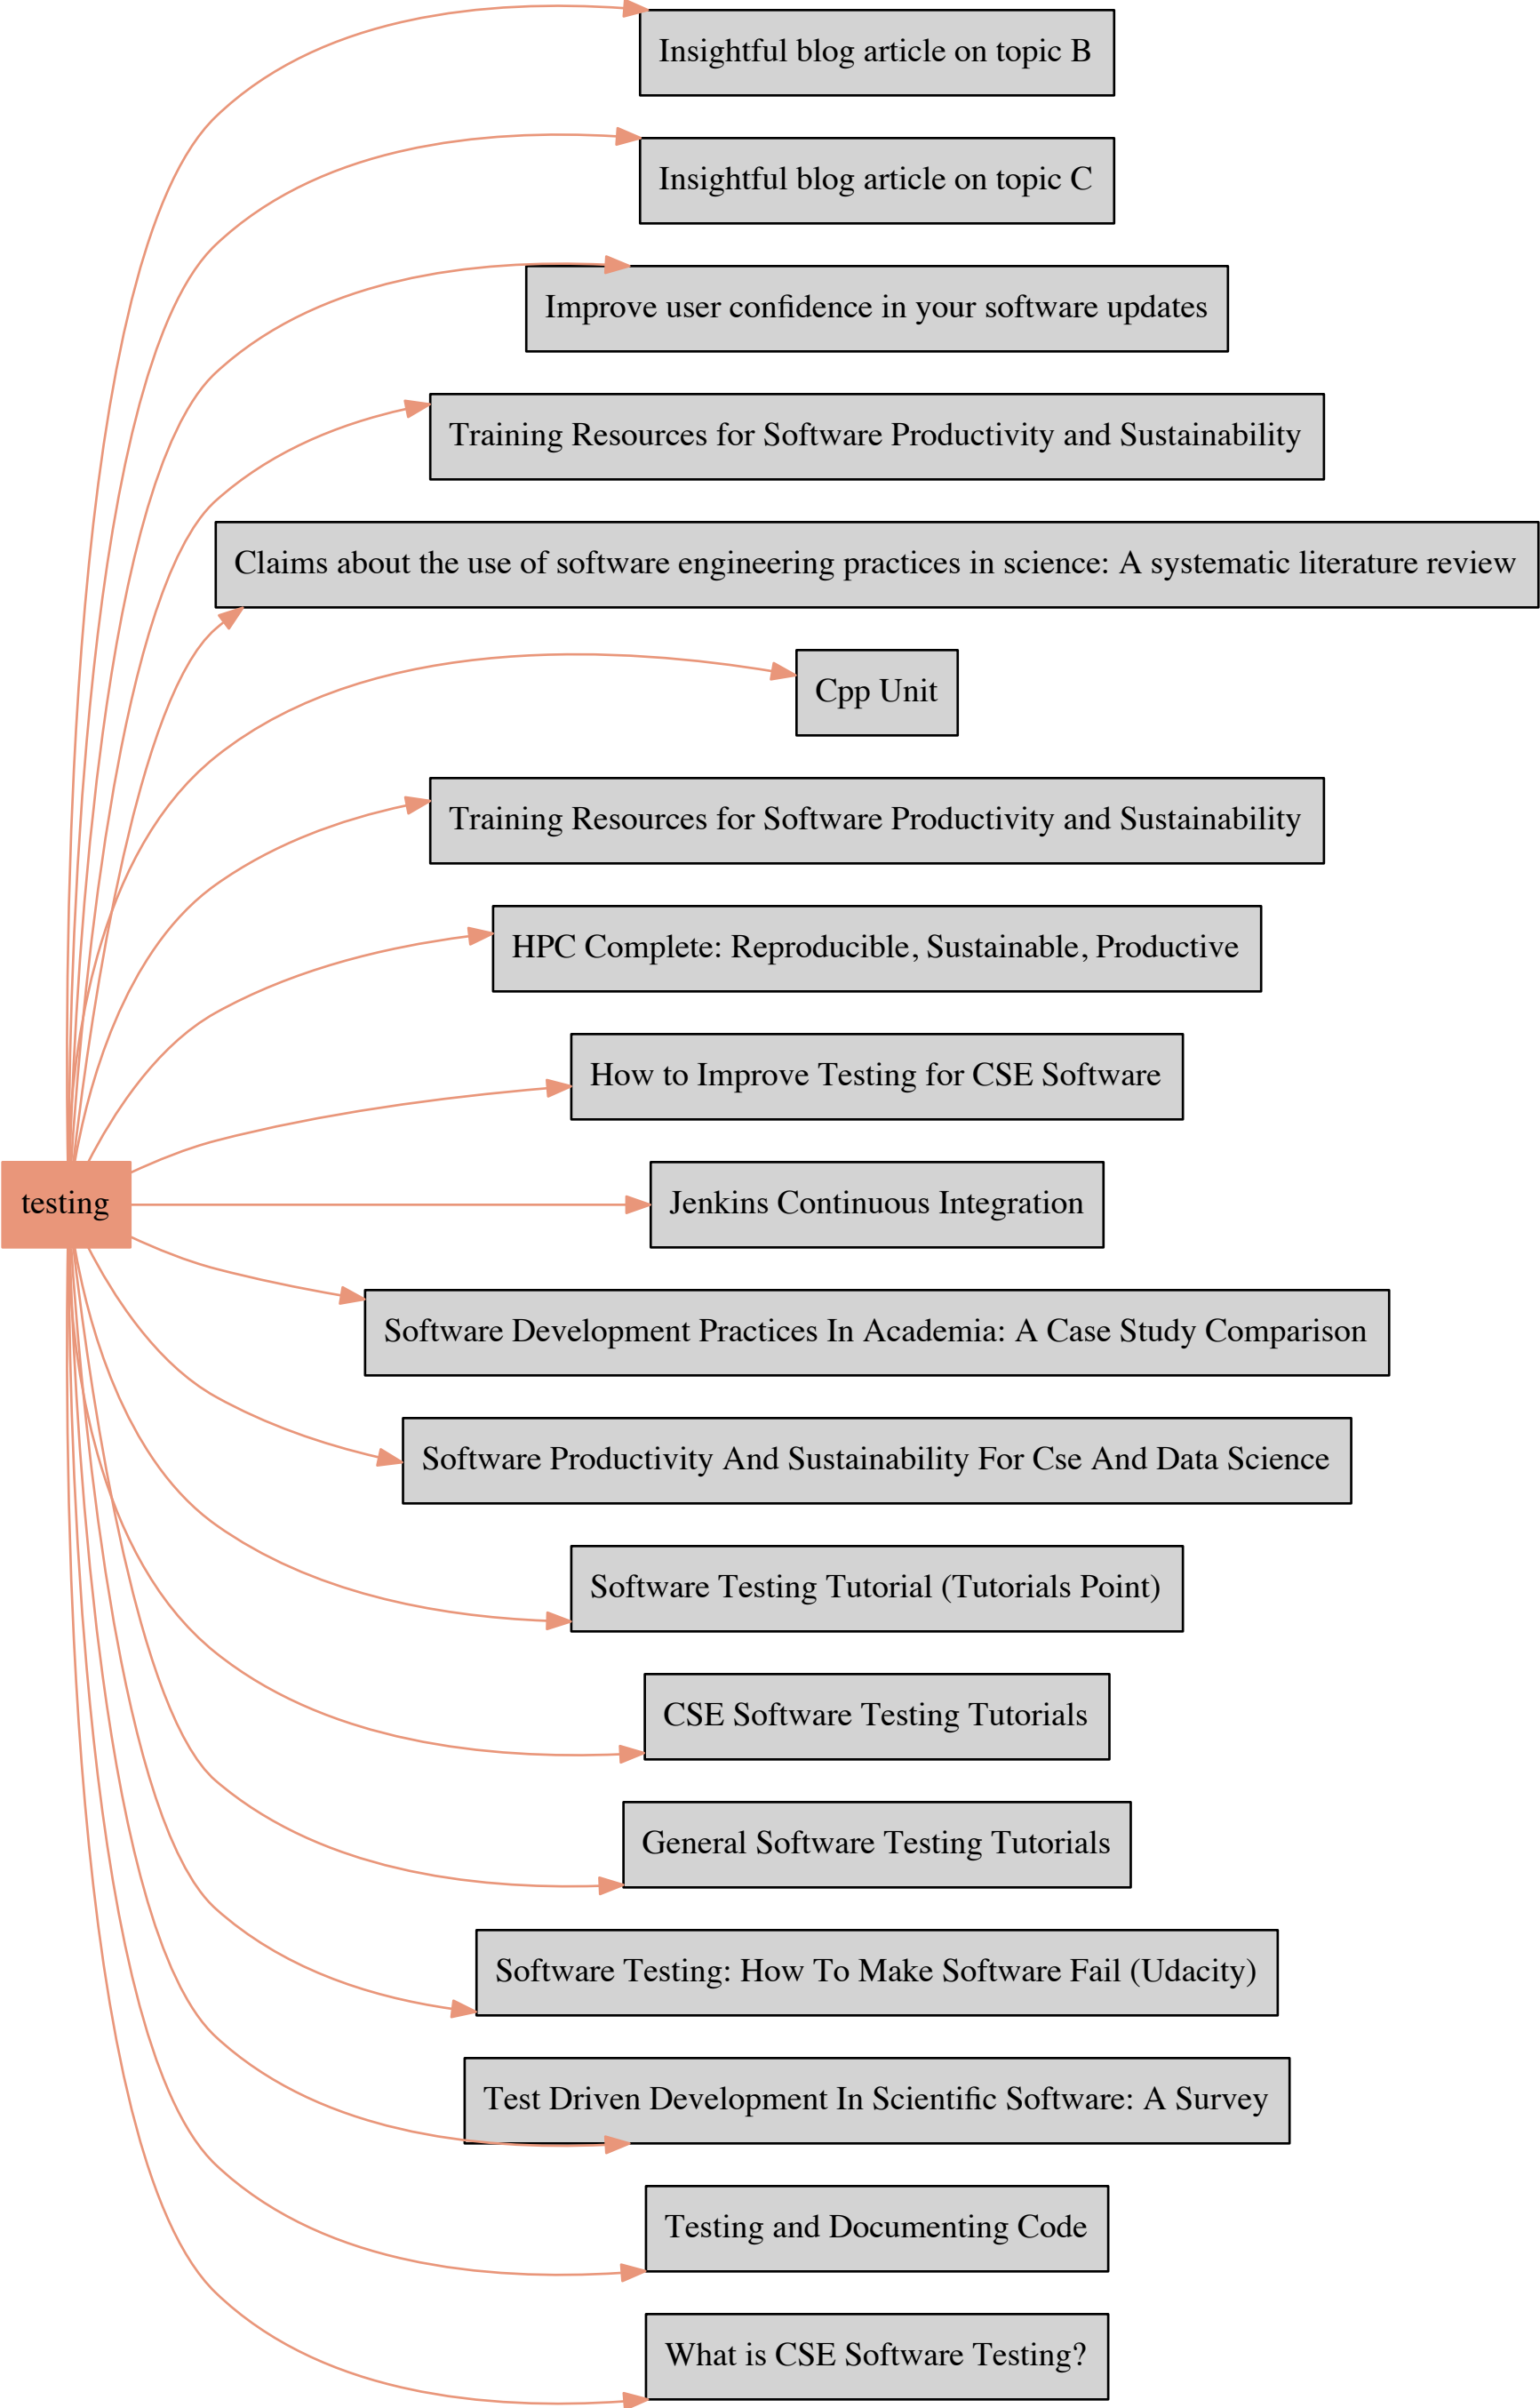 Insightful blog article on topic B
Insightful blog article on topic C
Improve user confidence in your software updates
Training Resources for Software Productivity and Sustainability
Claims about the use of software engineering practices in science: A systematic literature review
Cpp Unit
Training Resources for Software Productivity and Sustainability
HPC Complete: Reproducible, Sustainable, Productive
How to Improve Testing for CSE Software
testing
Jenkins Continuous Integration
Software Development Practices In Academia: A Case Study Comparison
Software Productivity And Sustainability For Cse And Data Science
Software Testing Tutorial (Tutorials Point)
CSE Software Testing Tutorials
General Software Testing Tutorials
Software Testing: How To Make Software Fail (Udacity)
Test Driven Development In Scientific Software: A Survey
Testing and Documenting Code
What is CSE Software Testing?